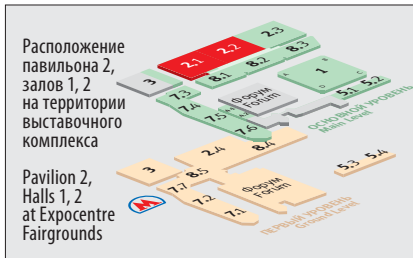 Расположение
павильона 2,
залов 1, 2
на территории
выставочного
комплекса
Pavilion 2,
Halls 1, 2
at Expocentre
Fairgrounds
2.1
2.2
8.3
8.2
8.1
3
7.3
7.4
7.5
7.6
Форум
Forum
A
B
C
D
1
5.1
5.2
ОСНОВНЫЙ УРОВЕНЬ
Main Level
2.4
8.4
3
8.5
7.7
7.2
7.1
Форум
Forum
5.3
5.4
ПЕРВЫЙ УРОВЕНЬ
Ground Level
М